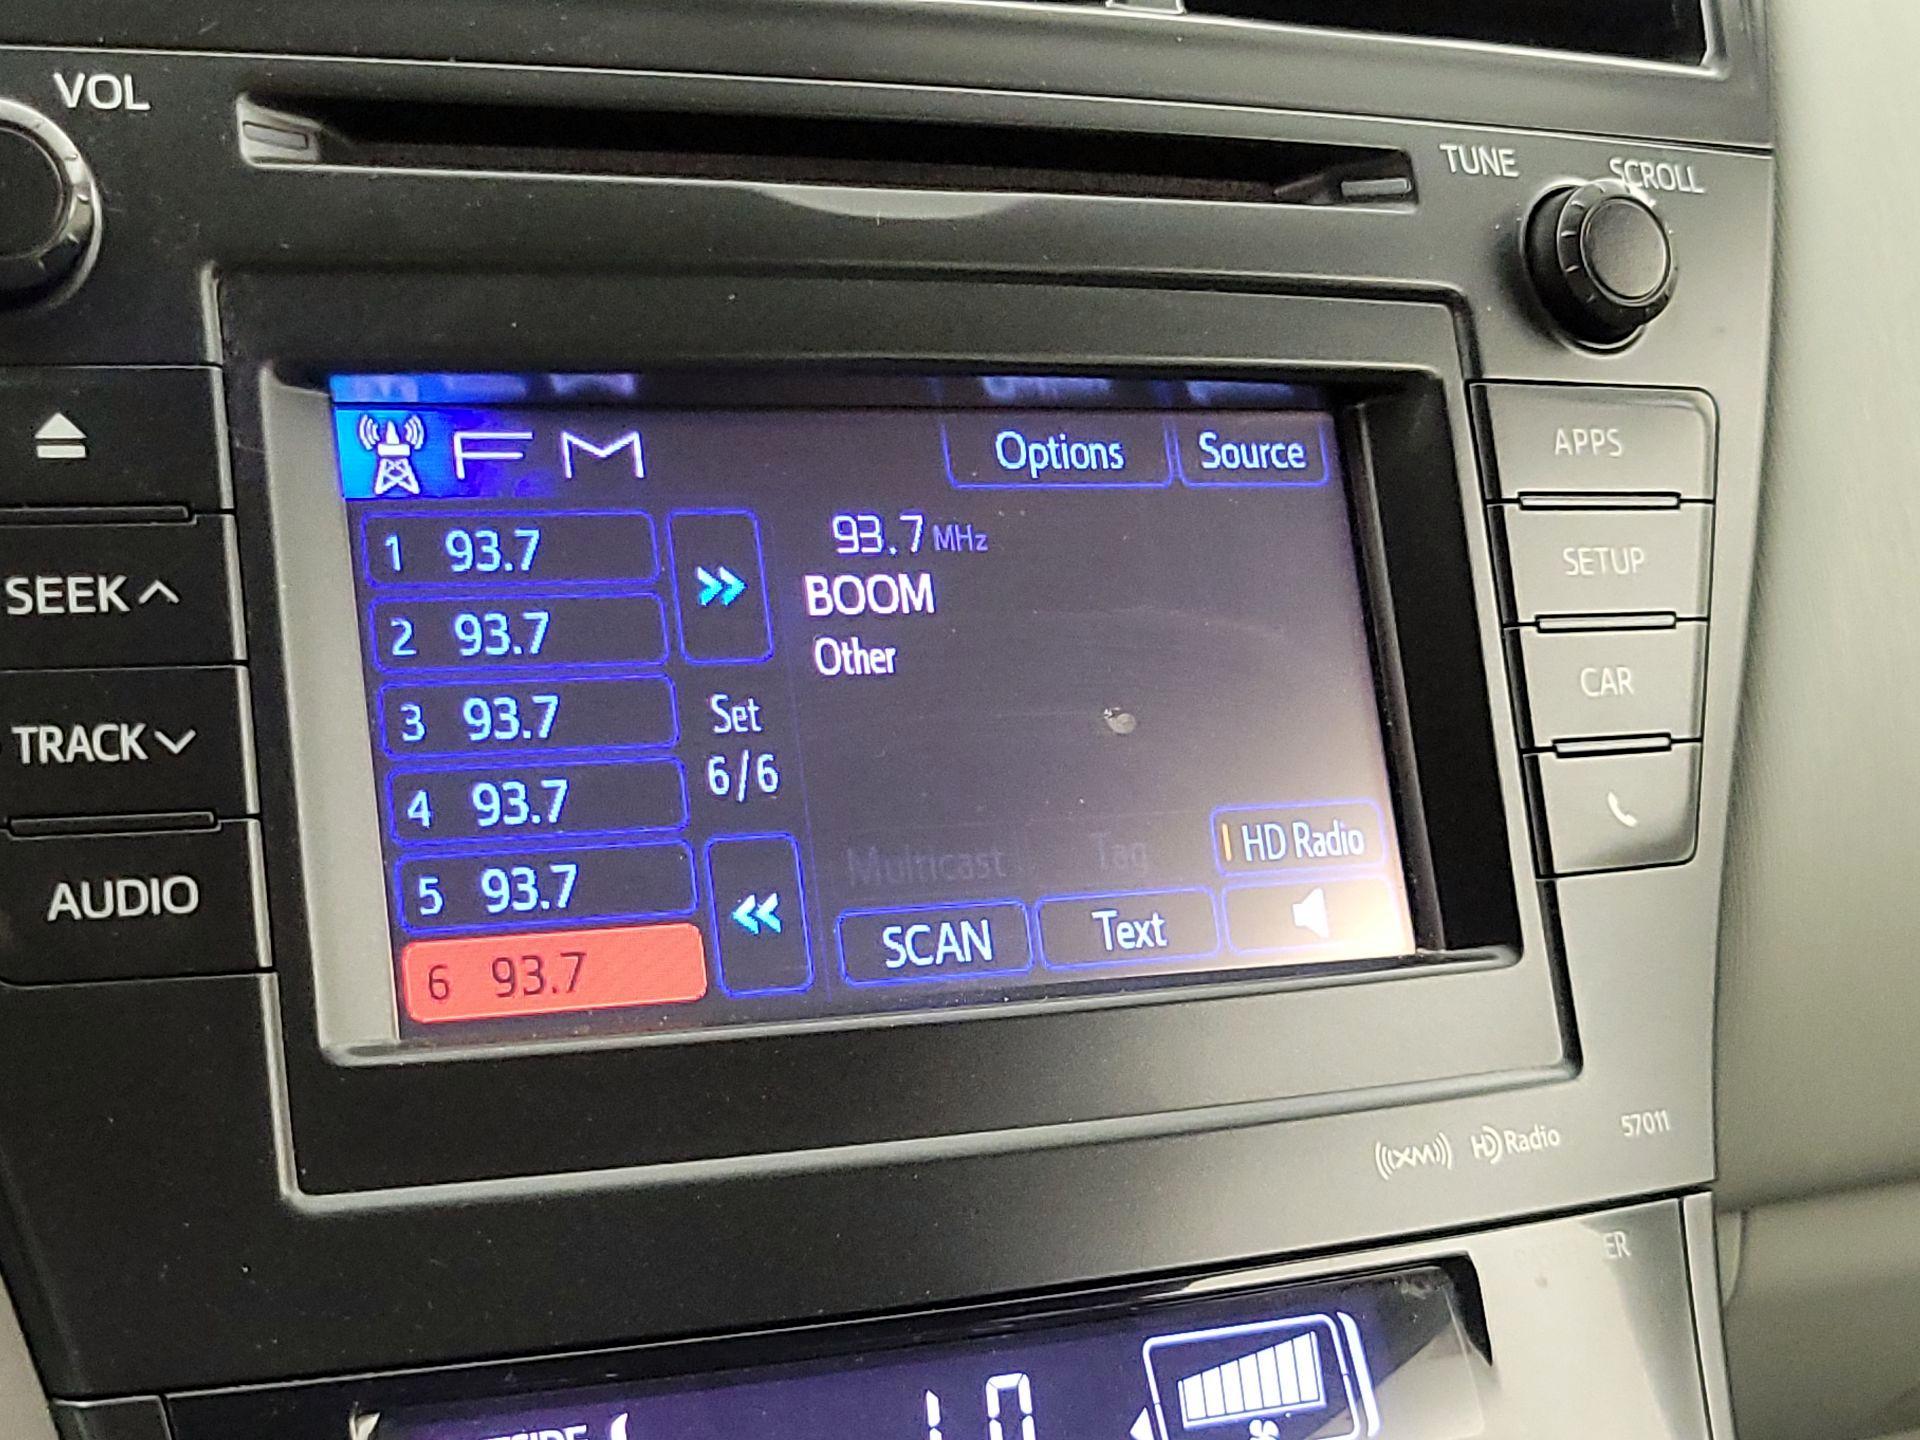 VOL
TUNE SCROLL
FM Options Source
1 93.7
2 93.7
3 93.7
4 93.7
5 93.7
6 93.7
Set
6/6
93.7 MHz
BOOM
Other
Multicast Tag HD Radio
SCAN Text
SEEK
TRACK
AUDIO
APPS
SETUP
CAR
XM HD Radio 57011